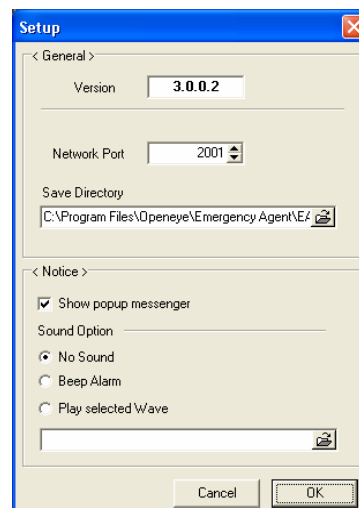 Setup
< General >
Version 3.0.0.2
Network Port 2001
Save Directory
C:\Program Files\Openeye\Emergency Agent\EA
< Notice >
Show popup messenger
Sound Option
No Sound
Beep Alarm
Play selected Wave
Cancel OK